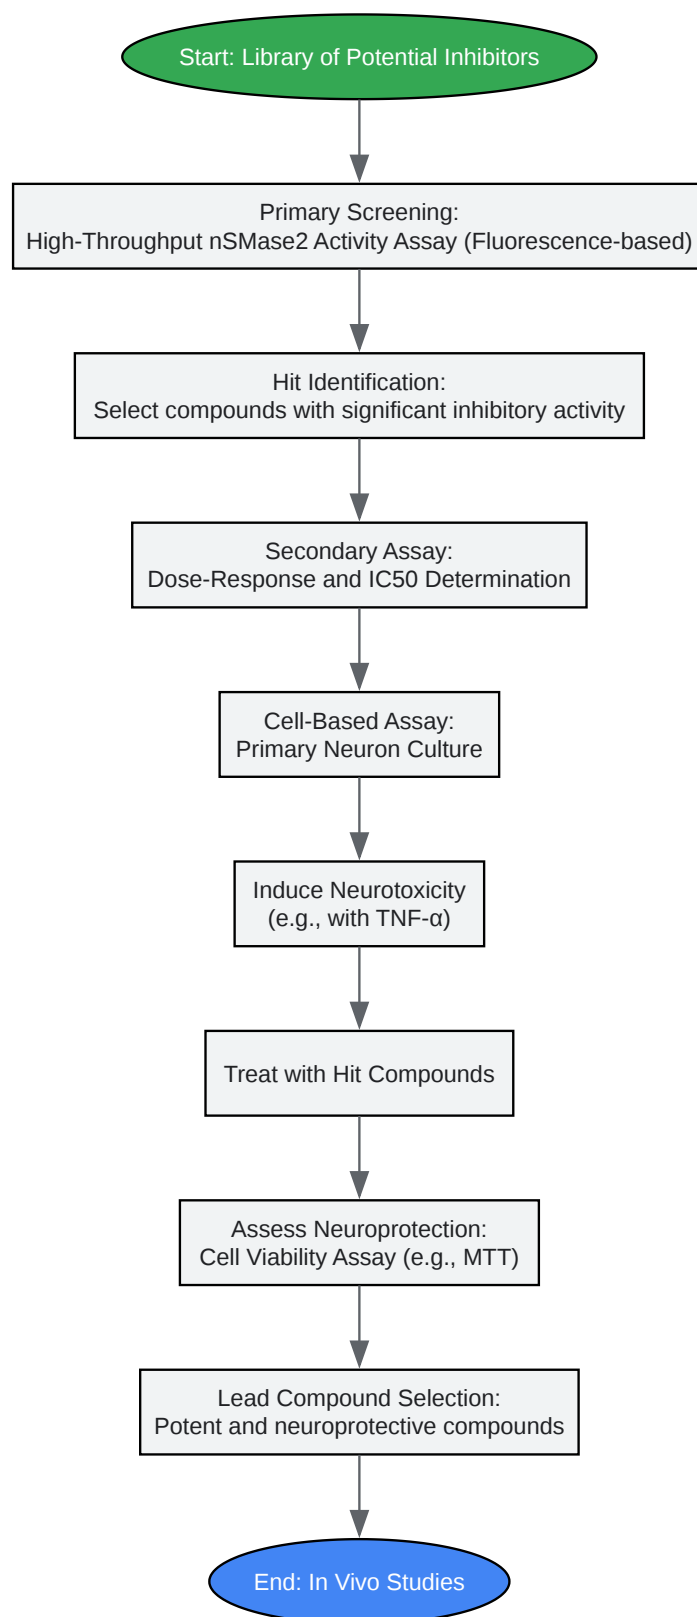 Start: Library of Potential Inhibitors
Primary Screening:
High-Throughput nSMase2 Activity Assay (Fluorescence-based)
Hit Identification:
Select compounds with significant inhibitory activity
Secondary Assay:
Dose-Response and IC50 Determination
Cell-Based Assay:
Primary Neuron Culture
Induce Neurotoxicity
(e.g., with TNF-α)
Treat with Hit Compounds
Assess Neuroprotection:
Cell Viability Assay (e.g., MTT)
Lead Compound Selection:
Potent and neuroprotective compounds
End: In Vivo Studies